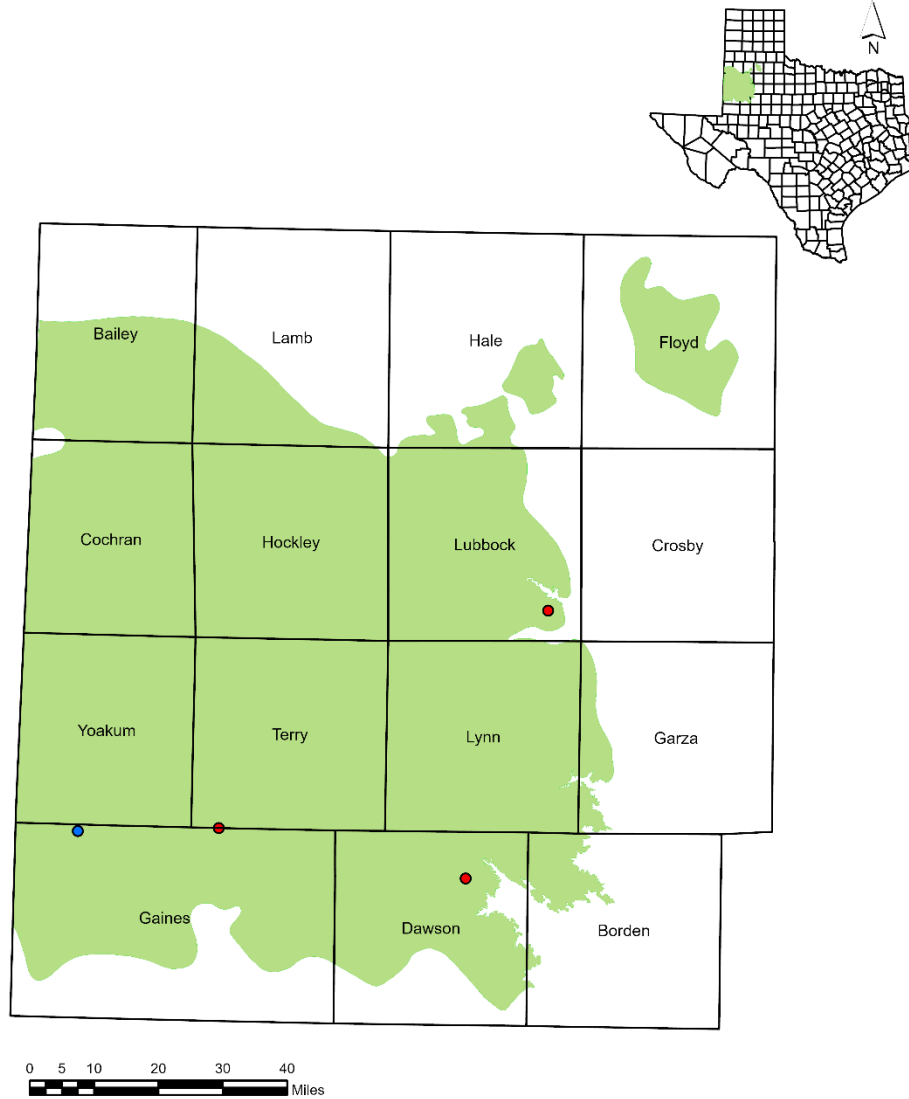 N
Bailey
Lamb
Hale
Floyd
Cochran
Hockley
Lubbock
Crosby
Yoakum
Terry
Lynn
Garza
Gaines
Dawson
Borden
0 5 10 20 30 40
Miles